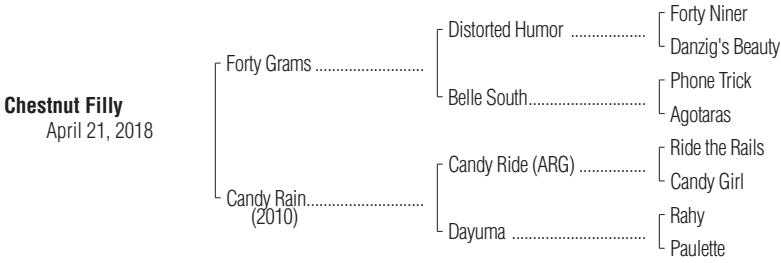 Forty Niner
Distorted Humor ..................
Danzig's Beauty
Forty Grams ..........................
Phone Trick
Belle South............................
Agotaras
Chestnut Filly
April 21, 2018
Ride the Rails
Candy Ride (ARG) ................
Candy Girl
Candy Rain............................
(2010)
Rahy
Dayuma ................................
Paulette